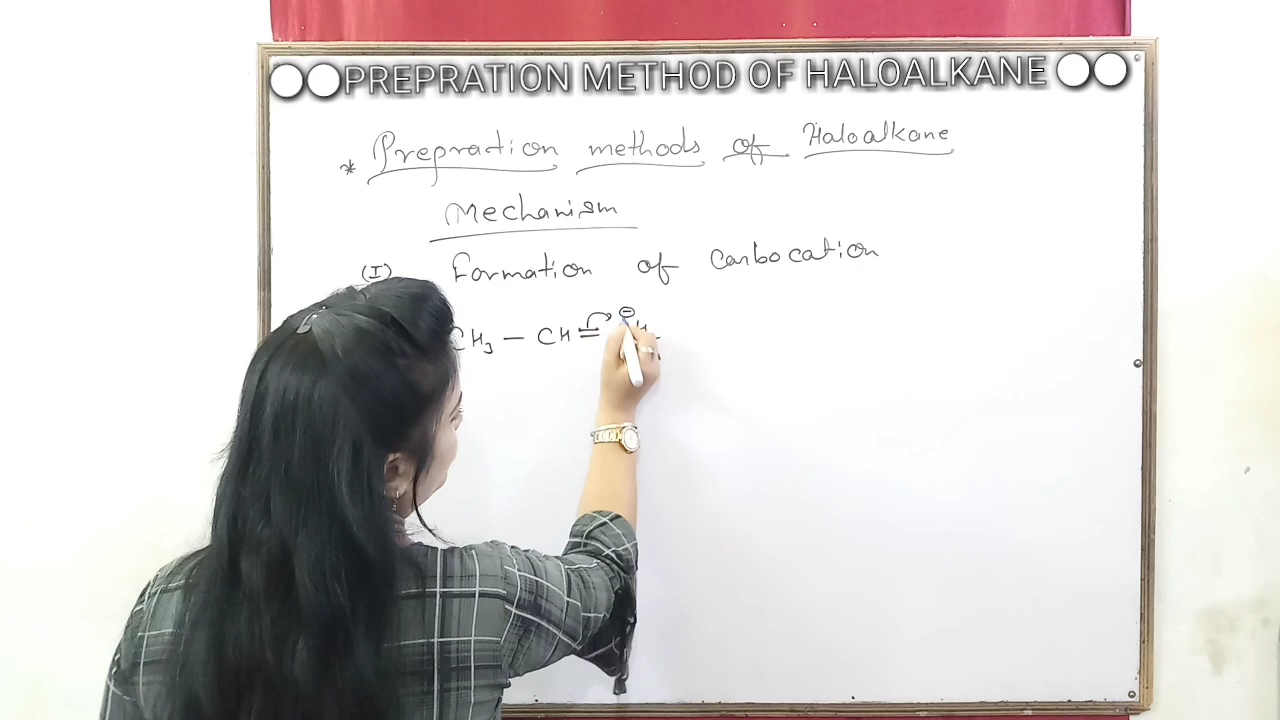 PREPRATION METHOD OF HALOALKANE
* Prepration methods of Haloalkane
Mechanism
(I) Formation of Carbocation
CH3 — CH =